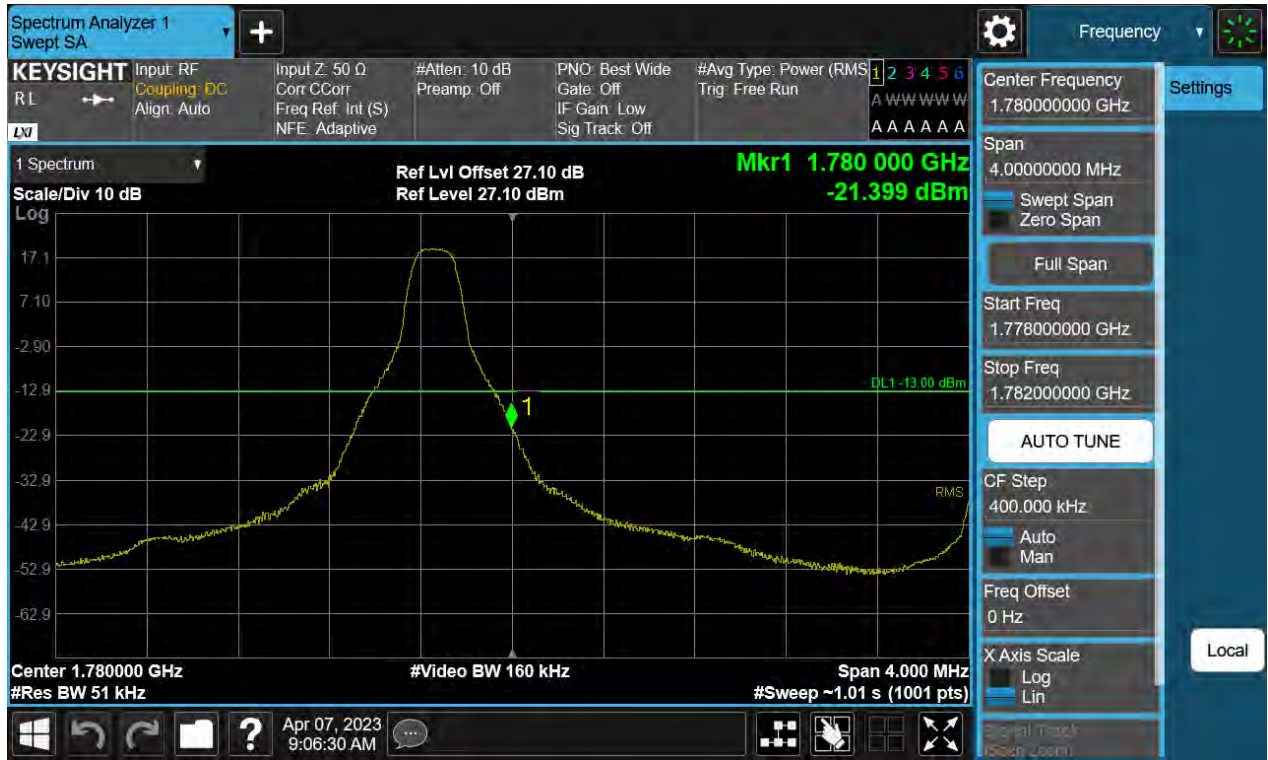 Spectrum Analyzer 1
Swept SA
Frequency
KEYSIGHT
RL
LXI
Input: RF
Coupling: DC
Align: Auto
Input Z: 50 Ω
Corr CCorr
Freq Ref: Int (S)
NFE: Adaptive
#Atten: 10 dB
Preamp: Off
PNO: Best Wide
Gate: Off
IF Gain: Low
Sig Track: Off
#Avg Type: Power (RMS
Trig: Free Run
1 2 3 4 5 6
A W W W W W
A A A A A A
1 Spectrum
Scale/Div 10 dB
Log
Ref Lvl Offset 27.10 dB
Ref Level 27.10 dBm
Mkr1 1.780 000 GHz
-21.399 dBm
17.1
7.10
-2.90
-12.9
-22.9
-32.9
-42.9
-52.9
-62.9
DL1 -13.00 dBm
1
RMS
Center 1.780000 GHz
#Video BW 160 kHz
Span 4.000 MHz
#Res BW 51 kHz
#Sweep ~1.01 s (1001 pts)
Center Frequency
1.780000000 GHz
Settings
Span
4.00000000 MHz
Swept Span
Zero Span
Full Span
Start Freq
1.778000000 GHz
Stop Freq
1.782000000 GHz
AUTO TUNE
CF Step
400.000 kHz
Auto
Man
Freq Offset
0 Hz
X Axis Scale
Log
Lin
Local
Signal Track
(Span Zoom)
?
Apr 07, 2023
9:06:30 AM